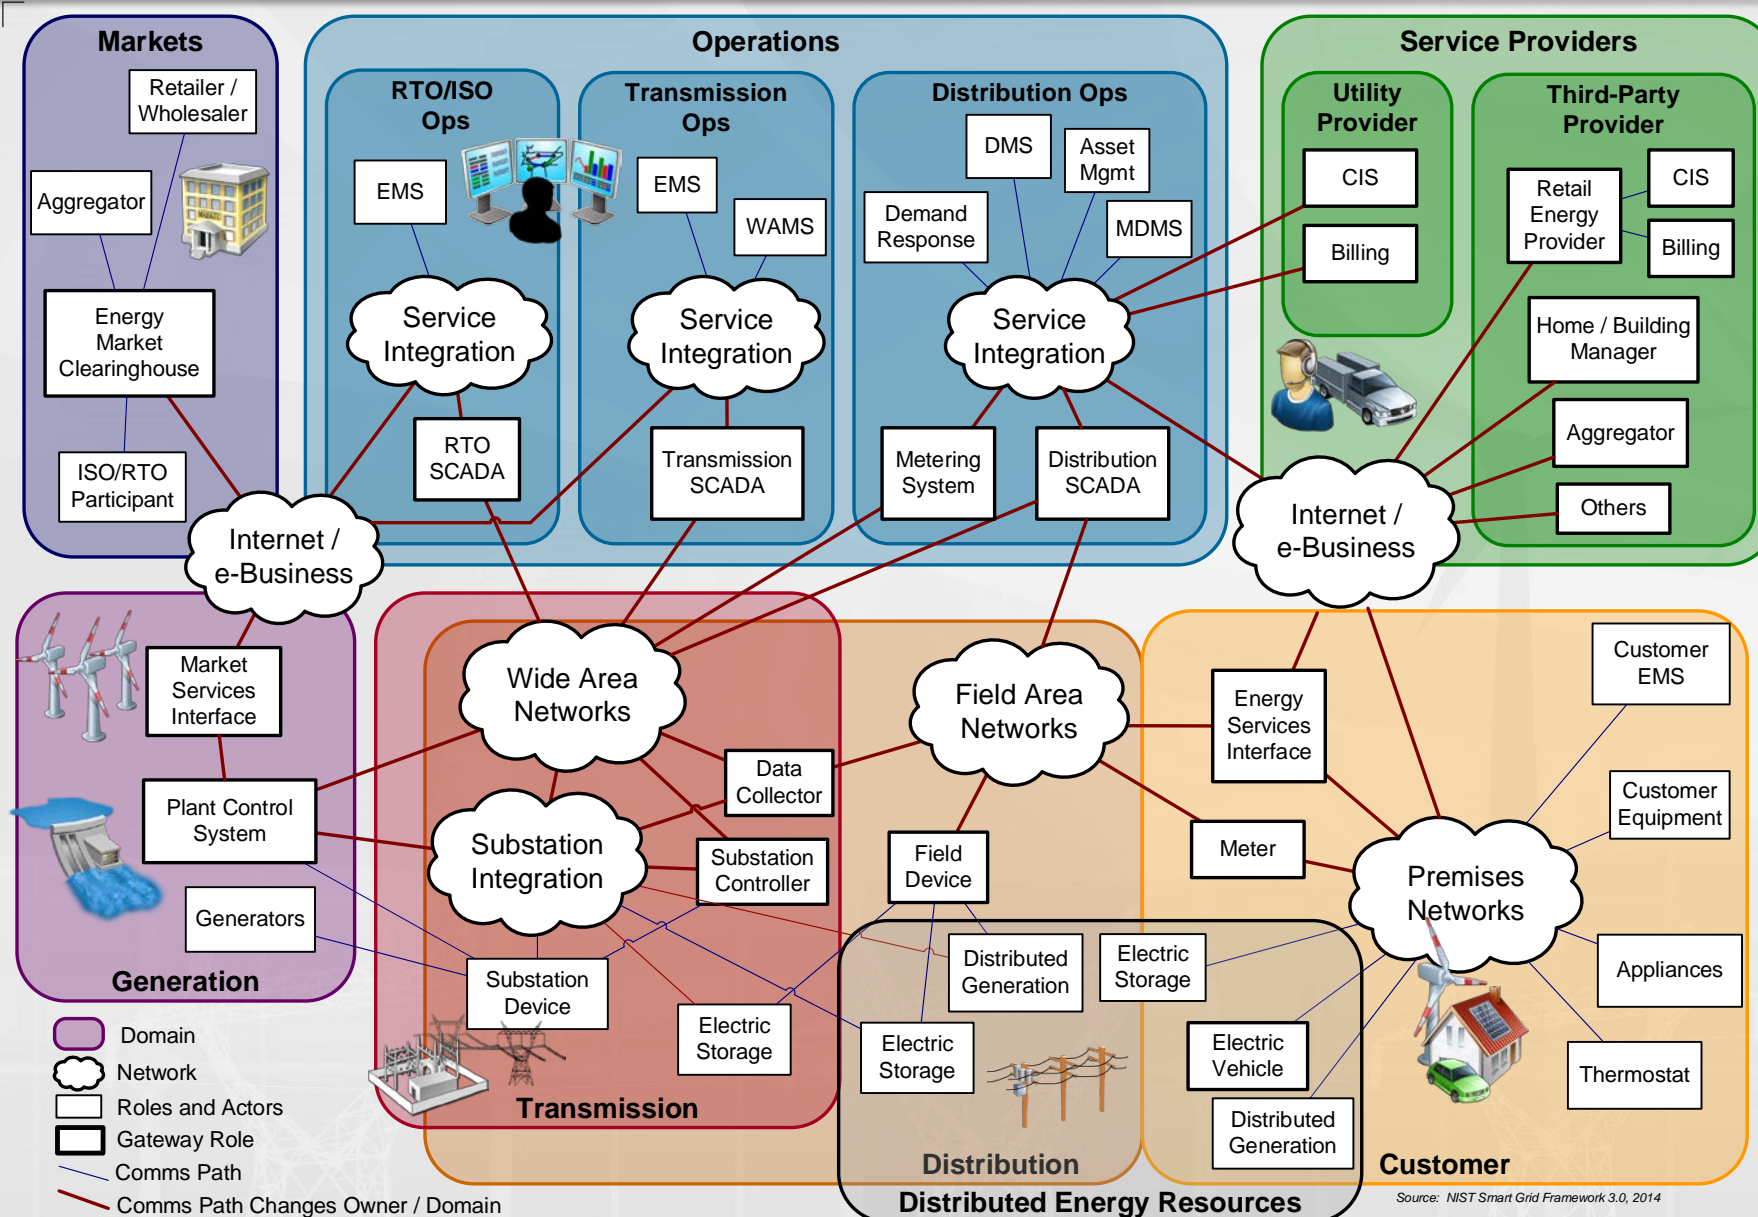 Markets
Retailer /
Wholesaler
Aggregator
MARKET
Energy
Market
Clearinghouse
ISO/RTO
Participant
Operations
RTO/ISO
Ops
EMS
Service
Integration
RTO
SCADA
Transmission
Ops
EMS
WAMS
Service
Integration
Transmission
SCADA
Distribution Ops
DMS
Asset
Mgmt
Demand
Response
MDMS
Service
Integration
Metering
System
Distribution
SCADA
Service Providers
Utility
Provider
CIS
Billing
Third-Party
Provider
Retail
Energy
Provider
CIS
Billing
Home / Building
Manager
Aggregator
Others
Internet /
e-Business
Internet /
e-Business
Market
Services
Interface
Plant Control
System
Generators
Generation
Wide Area
Networks
Substation
Integration
Data
Collector
Substation
Controller
Substation
Device
Electric
Storage
Transmission
Field Area
Networks
Field
Device
Distributed
Generation
Electric
Storage
Distribution
Energy
Services
Interface
Meter
Premises
Networks
Customer
EMS
Customer
Equipment
Appliances
Thermostat
Electric
Storage
Electric
Vehicle
Distributed
Generation
Customer
Distributed Energy Resources
Domain
Network
Roles and Actors
Gateway Role
Comms Path
Comms Path Changes Owner / Domain
Source: NIST Smart Grid Framework 3.0, 2014